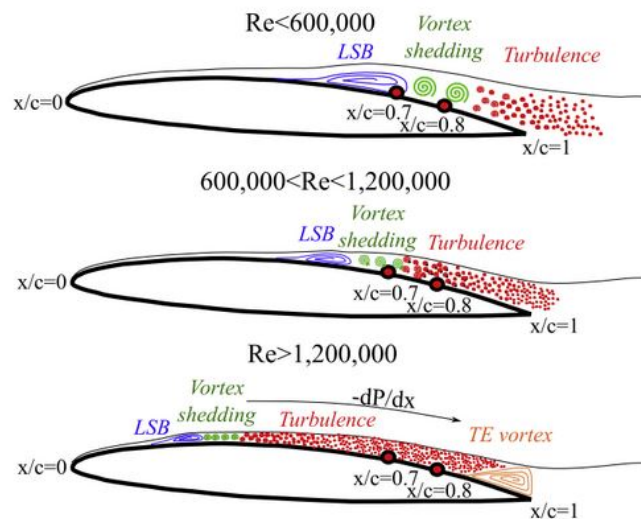 Re<600,000
LSB
Vortex
shedding
Turbulence
x/c=0
x/c=0.7
x/c=0.8
x/c=1
600,000<Re<1,200,000
LSB
Vortex
shedding
Turbulence
x/c=0
x/c=0.7
x/c=0.8
x/c=1
Re>1,200,000
LSB
Vortex
shedding
Turbulence
-dP/dx
TE vortex
x/c=0
x/c=0.7
x/c=0.8
x/c=1